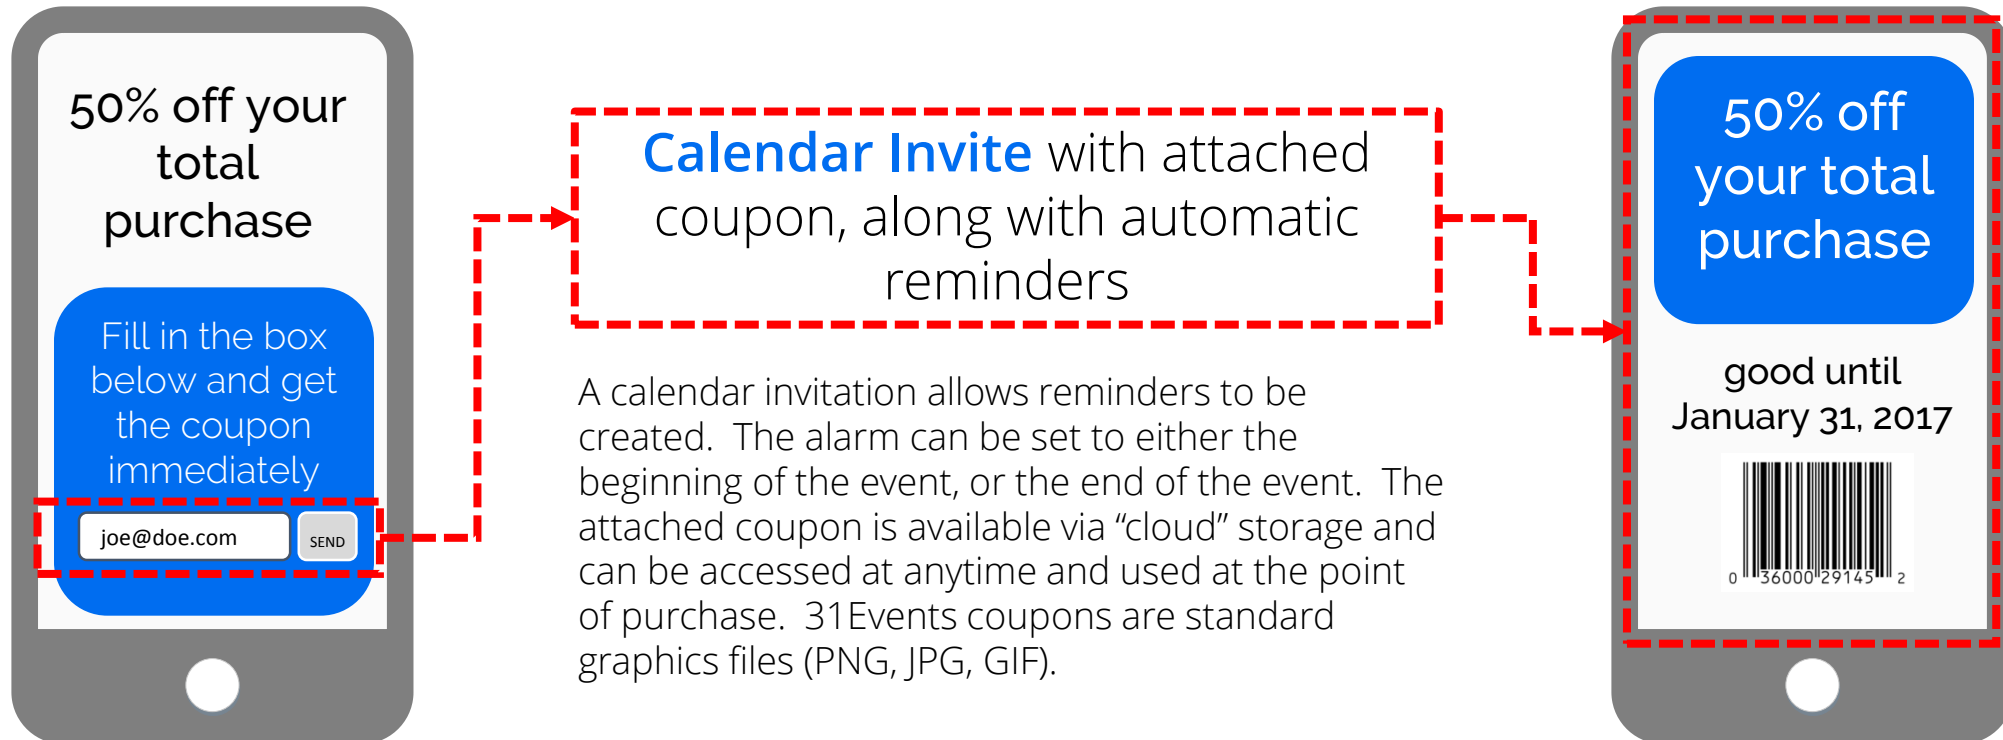 50% off your
total
purchase
Fill in the box
below and get
the coupon
immediately
joe@doe.com
SEND
Calendar Invite with attached
coupon, along with automatic
reminders
A calendar invitation allows reminders to be
created.  The alarm can be set to either the
beginning of the event, or the end of the event.  The
attached coupon is available via “cloud” storage and
can be accessed at anytime and used at the point
of purchase.  31Events coupons are standard
graphics files (PNG, JPG, GIF).
50% off
your total
purchase
good until
January 31, 2017
0 36000 29145 2